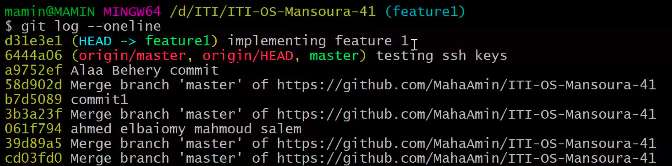 mamin@MAMIN MINGW64 /d/ITI/ITI-OS-Mansoura-41 (feature1)
$ git log --oneline
d31e3e1 (HEAD -> feature1) implementing feature 1
6444a06 (origin/master, origin/HEAD, master) testing ssh keys
a9752ef Alaa Behery commit
58d902d Merge branch 'master' of https://github.com/MahaAmin/ITI-OS-Mansoura-41
b7d5089 commit1
3b3a23f Merge branch 'master' of https://github.com/MahaAmin/ITI-OS-Mansoura-41
061f794 ahmed elbaiomy mahmoud salem
39d89a5 Merge branch 'master' of https://github.com/MahaAmin/ITI-OS-Mansoura-41
cd03fd0 Merge branch 'master' of https://github.com/MahaAmin/ITI-OS-Mansoura-41